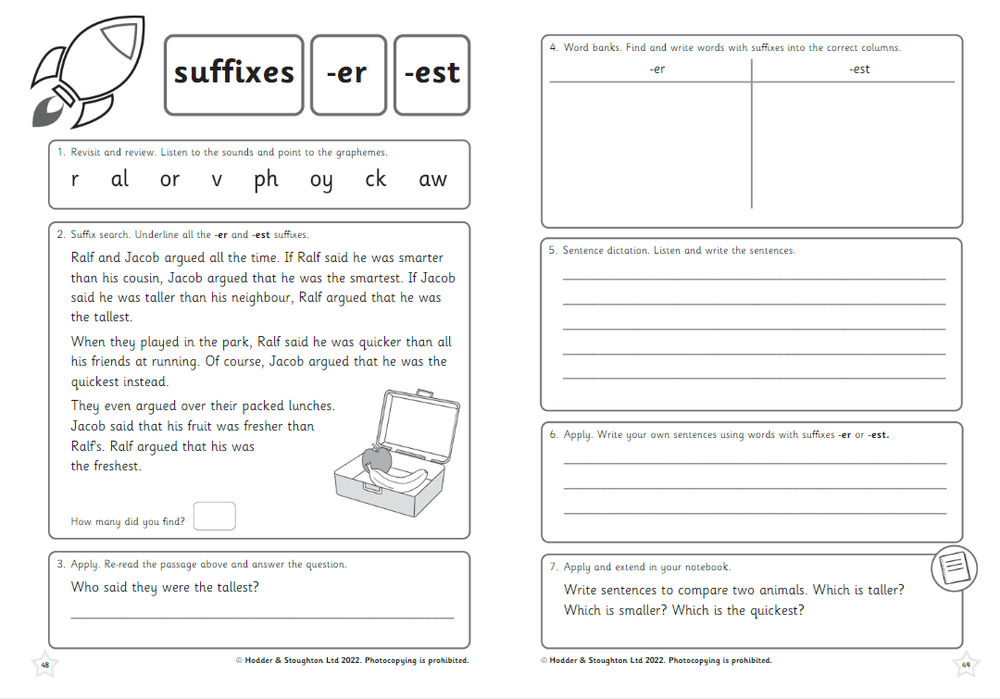 suffixes -er -est
1. Revisit and review. Listen to the sounds and point to the graphemes.
r al or v ph oy ck aw
2. Suffix search. Underline all the -er and -est suffixes.
Ralf and Jacob argued all the time. If Ralf said he was smarter
than his cousin, Jacob argued that he was the smartest. If Jacob
said he was taller than his neighbour, Ralf argued that he was
the tallest.
When they played in the park, Ralf said he was quicker than all
his friends at running. Of course, Jacob argued that he was the
quickest instead.
They even argued over their packed lunches.
Jacob said that his fruit was fresher than
Ralf's. Ralf argued that his was
the freshest.
How many did you find?
3. Apply. Re-read the passage above and answer the question.
Who said they were the tallest?
48
© Hodder & Stoughton Ltd 2022. Photocopying is prohibited.
4. Word banks. Find and write words with suffixes into the correct columns.
-er -est
5. Sentence dictation. Listen and write the sentences.
6. Apply. Write your own sentences using words with suffixes -er or -est.
7. Apply and extend in your notebook.
Write sentences to compare two animals. Which is taller?
Which is smaller? Which is the quickest?
© Hodder & Stoughton Ltd 2022. Photocopying is prohibited.
49